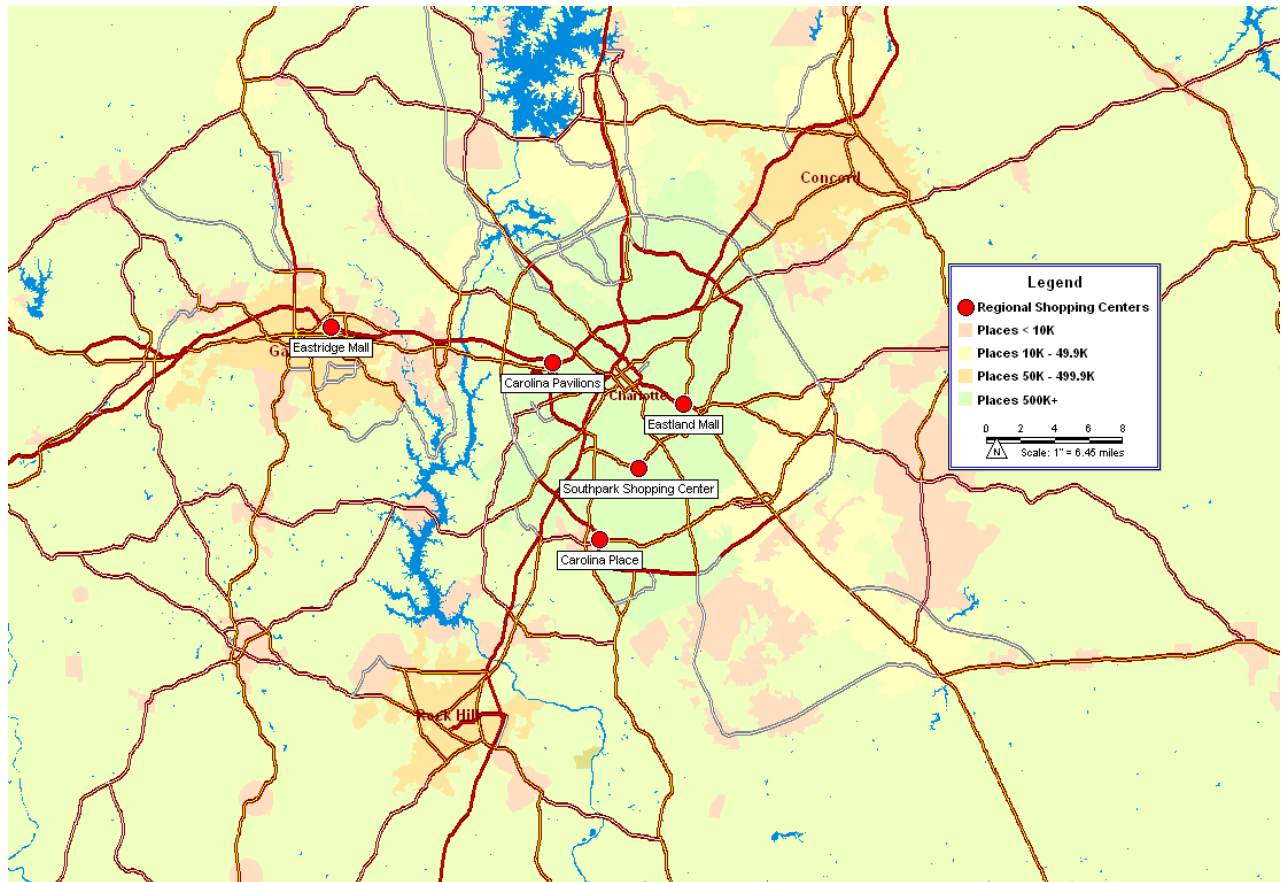 Concord
Legend
Regional Shopping Centers
Places < 10K
Places 10K - 49.9K
Places 50K - 499.9K
Places 500K+
0 2 4 6 8
N
Scale: 1" = 6.45 miles
Eastridge Mall
Ga
Carolina Pavilions
Charlotte
Eastland Mall
Southpark Shopping Center
Carolina Place
Rock Hill